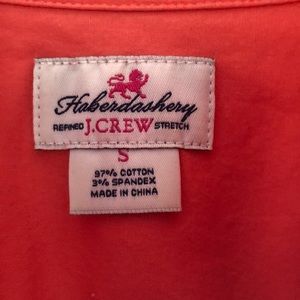 Haberdashery
REFINED J.CREW STRETCH
S
97% COTTON
3% SPANDEX
MADE IN CHINA